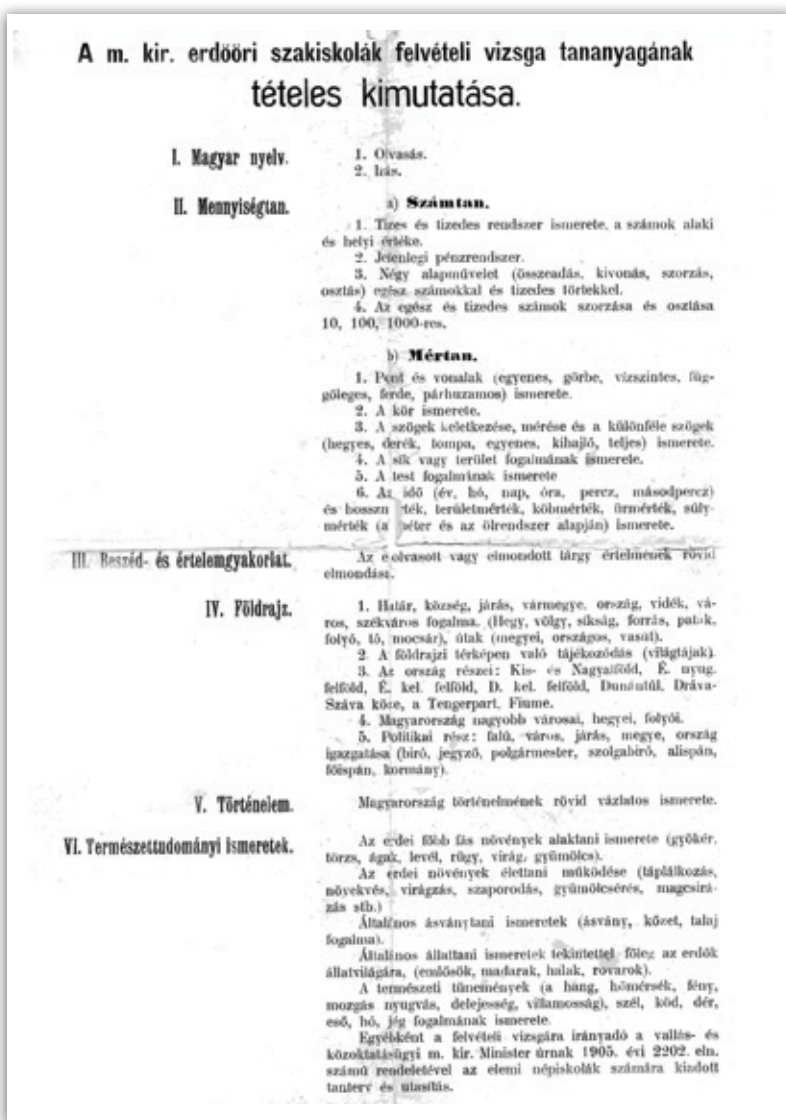 A m. kir. erdőőri szakiskolák felvételi vizsga tananyagának
tételes kimutatása.
I. Magyar nyelv.
1. Olvasás.
2. Irás.
II. Mennyiségtan.
a) Számtan.
1. Tizes és tizedes rendszer ismerete, a számok alaki
és helyi értéke.
2. Jelenlegi pénzrendszer.
3. Négy alapművelet (összeadás, kivonás, szorzás,
osztás) egész számokkal és tizedes törtekkel.
4. Az egész és tizedes számok szorzása és osztása
10, 100, 1000-res.
b) Mértan.
1. Pont és vonalak (egyenes, görbe, vizszintes, füg-
gőleges, ferde, párhuzamos) ismerete.
2. A kör ismerete.
3. A szögek keletkezése, mérése és a különféle szögek
(hegyes, derék, tompa, egyenes, kihajló, teljes) ismerete.
4. A sik vagy terület fogalmának ismerete.
5. A test fogalmának ismerete
6. Az idő (év, hó, nap, óra, percz, másodpercz)
és hossz területmérték, köbmérték, űrmérték, súly-
mérték (a méter és az ölrendszer alapján) ismerete.
III. Beszéd- és értelemgyakorlat.
Az elolvasott vagy elmondott tárgy értelmének rövid
elmondása.
IV. Földrajz.
1. Határ, község, járás, vármegye, ország, vidék, vá-
ros, székváros fogalma. (Hegy, völgy, sikság, forrás, patak,
folyó, tó, mocsár), útak (megyei, országos, vasút).
2. A földrajzi térképen való tájékozódás (világtájak).
3. Az ország részei: Kis- és Nagyalföld, É. nyug.
felföld, É. kel. felföld, D. kel. felföld, Dunántúl, Dráva-
Száva köze, a Tengerpart, Fiume.
4. Magyarország nagyobb városai, hegyei, folyói.
5. Politikai rész: falú, város, járás, megye, ország
igazgatása (biró, jegyző, polgármester, szolgabiró, alispán,
főispán, kormány).
V. Történelem.
Magyarország történelmének rövid vázlatos ismerete.
VI. Természettudományi ismeretek.
Az erdei főbb fás növények alaktani ismerete (gyökér,
törzs, ágak, levél, rügy, virág, gyümölcs).
Az erdei növények élettani működése (táplálkozás,
növekvés, virágzás, szaporodás, gyümölcsérés, magcsirá-
zás stb.)
Általános ásványtani ismeretek (ásvány, kőzet, talaj
fogalma).
Általános állattani ismeretek tekintettel főleg az erdők
állatvilágára, (emlősök, madarak, halak, rovarok).
A természeti tünemények (a hang, hőmérsék, fény,
mozgás nyugvás, delejesség, villamosság), szél, köd, dér,
eső, hó, jég fogalmának ismerete.
Egyébként a felvételi vizsgára irányadó a vallás- és
közoktatásügyi m. kir. Minister úrnak 1905. évi 2202. eln.
számú rendeletével az elemi népiskolák számára kiadott
tanterv és utasitás.